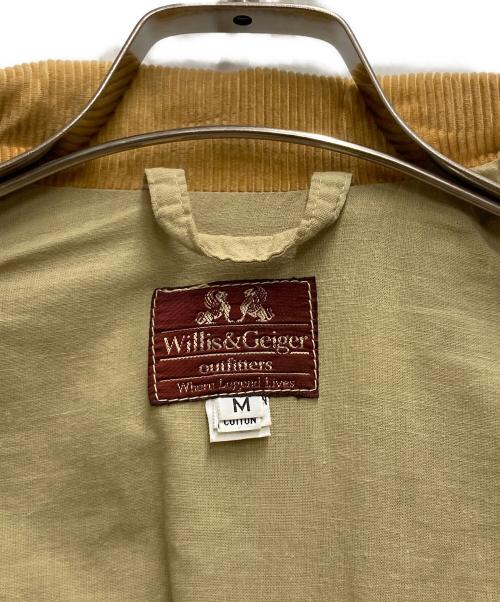 Willis&Geiger
outfitters
Where Legend Lives
M
COTTON